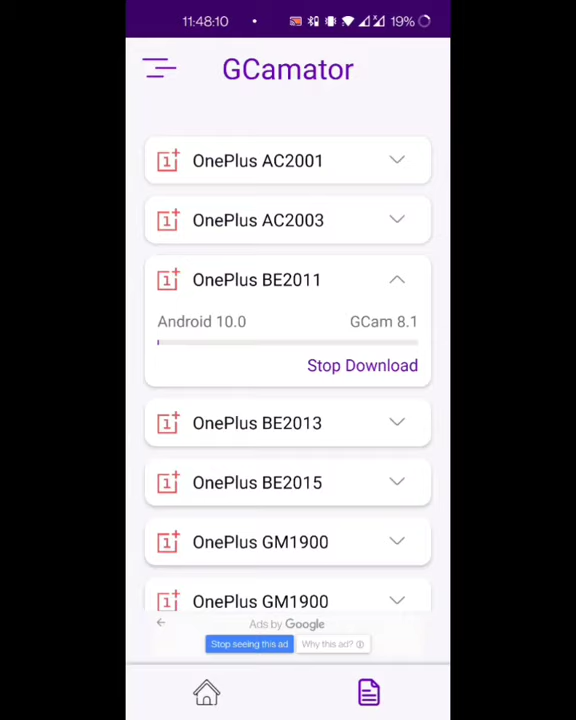 11:48:10
19%
GCamator
OnePlus AC2001
OnePlus AC2003
OnePlus BE2011
Android 10.0
GCam 8.1
Stop Download
OnePlus BE2013
OnePlus BE2015
OnePlus GM1900
OnePlus GM1900
Ads by Google
Stop seeing this ad
Why this ad?